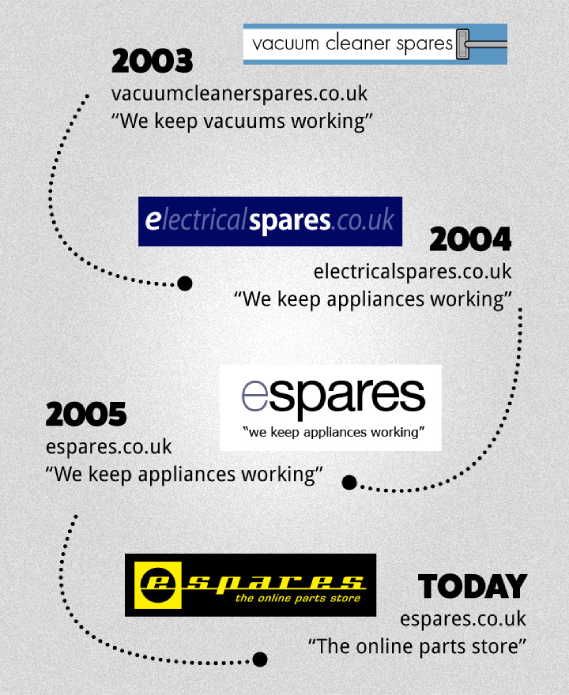 vacuum cleaner spares
2003
vacuumcleanerspares.co.uk
“We keep vacuums working”
electricalspares.co.uk
2004
electricalspares.co.uk
“We keep appliances working”
espares
“we keep appliances working”
2005
espares.co.uk
“We keep appliances working”
e spares
the online parts store
TODAY
espares.co.uk
“The online parts store”